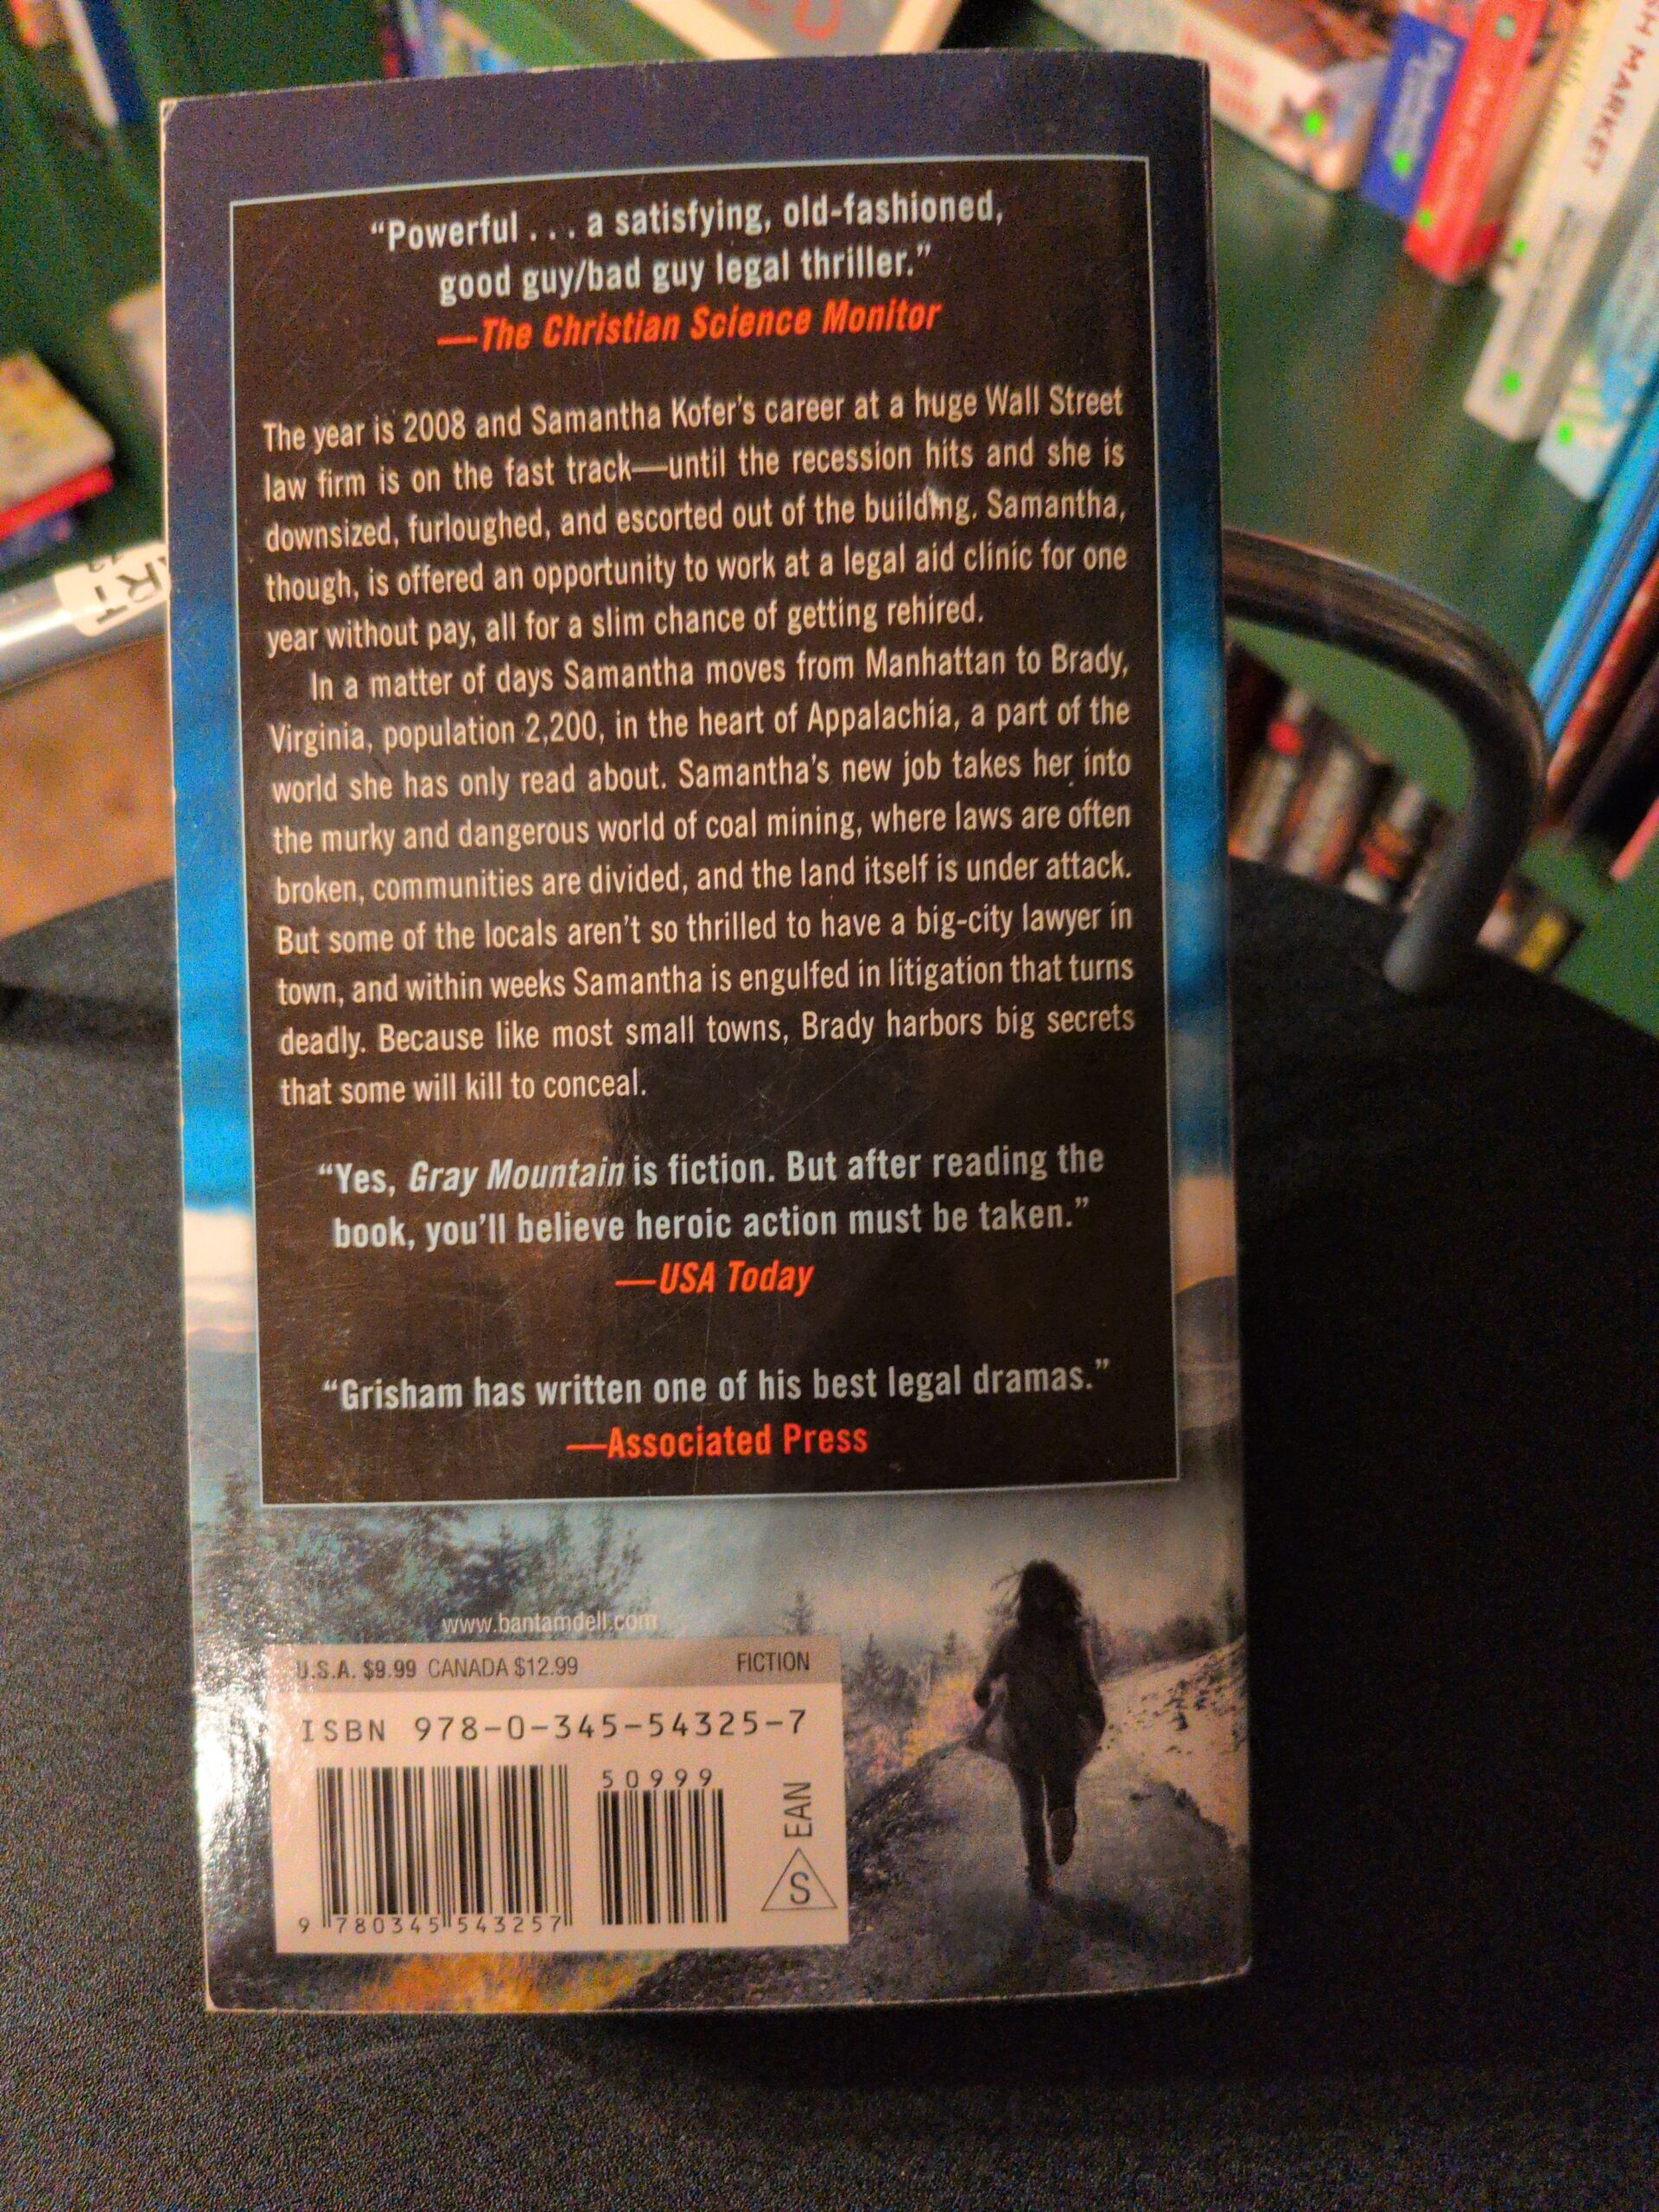 “Powerful . . . a satisfying, old-fashioned,
good guy/bad guy legal thriller.”
—The Christian Science Monitor
The year is 2008 and Samantha Kofer’s career at a huge Wall Street
law firm is on the fast track—until the recession hits and she is
downsized, furloughed, and escorted out of the building. Samantha,
though, is offered an opportunity to work at a legal aid clinic for one
year without pay, all for a slim chance of getting rehired.
In a matter of days Samantha moves from Manhattan to Brady,
Virginia, population 2,200, in the heart of Appalachia, a part of the
world she has only read about. Samantha’s new job takes her into
the murky and dangerous world of coal mining, where laws are often
broken, communities are divided, and the land itself is under attack.
But some of the locals aren’t so thrilled to have a big-city lawyer in
town, and within weeks Samantha is engulfed in litigation that turns
deadly. Because like most small towns, Brady harbors big secrets
that some will kill to conceal.
“Yes, Gray Mountain is fiction. But after reading the
book, you’ll believe heroic action must be taken.”
—USA Today
“Grisham has written one of his best legal dramas.”
—Associated Press
www.bantamdell.com
U.S.A. $9.99 CANADA $12.99 FICTION
ISBN 978-0-345-54325-7
50999
EAN
S
9 780345 543257
MARKET